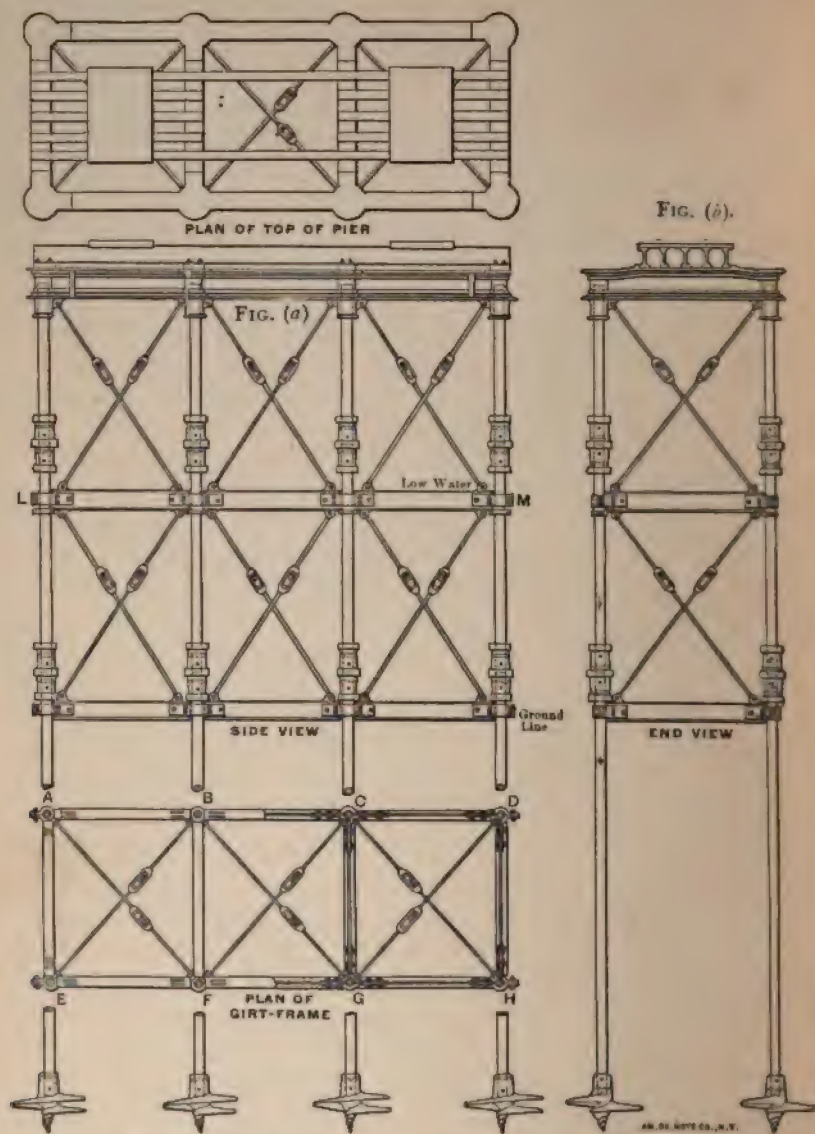 PLAN OF TOP OF PIER
FIG. (b).
FIG. (a)
Low Water
L M
Ground
Line
SIDE VIEW
END VIEW
A B C D
E F G H
PLAN OF
GIRT-FRAME